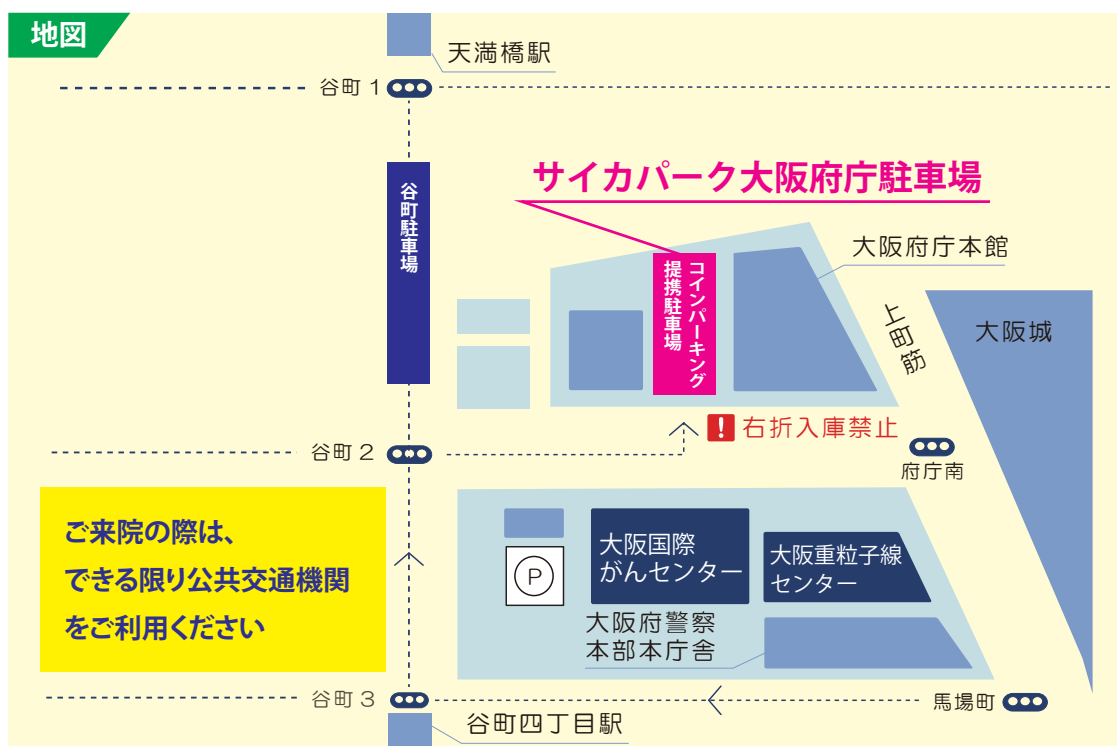 地図
天満橋駅
谷町 1
サイカパーク大阪府庁駐車場
谷町駐車場
大阪府庁本館
コインパーキング
提携駐車場
上町筋
大阪城
右折入庫禁止
谷町 2
府庁南
ご来院の際は、
できる限り公共交通機関
をご利用ください
P
大阪国際
がんセンター
大阪重粒子線
センター
大阪府警察
本部本庁舎
谷町 3
馬場町
谷町四丁目駅